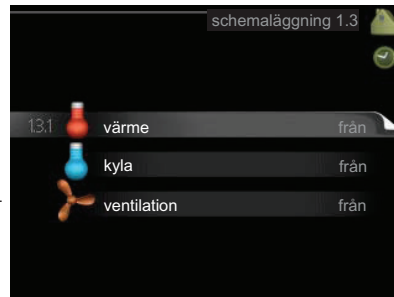 schemaläggning 1.3
1.3.1 värme från
kyla från
ventilation från